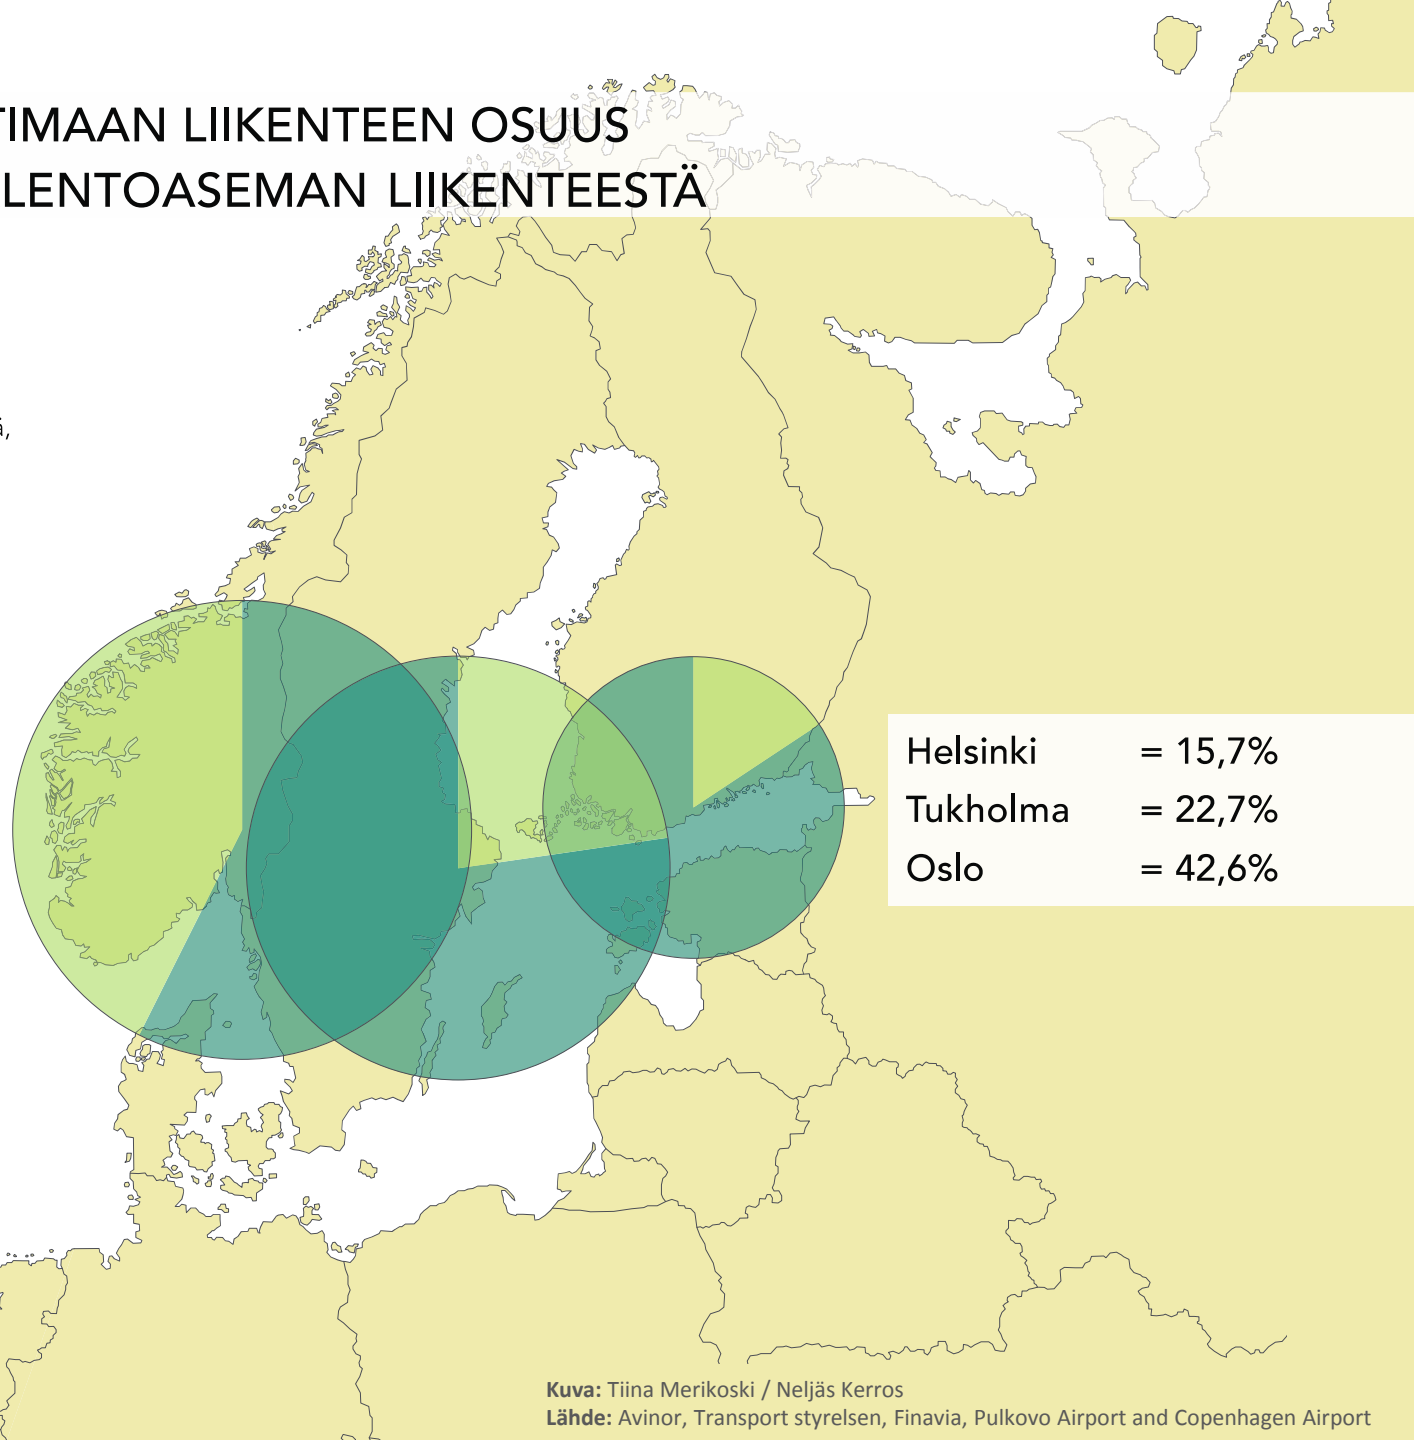 TIMAAN LIIKENTEEN OSUUS
LENTOASEMAN LIIKENTEESTÄ
ä,
Helsinki = 15,7%
Tukholma = 22,7%
Oslo = 42,6%
Kuva: Tiina Merikoski / Neljäs Kerros
Lähde: Avinor, Transport styrelsen, Finavia, Pulkovo Airport and Copenhagen Airport